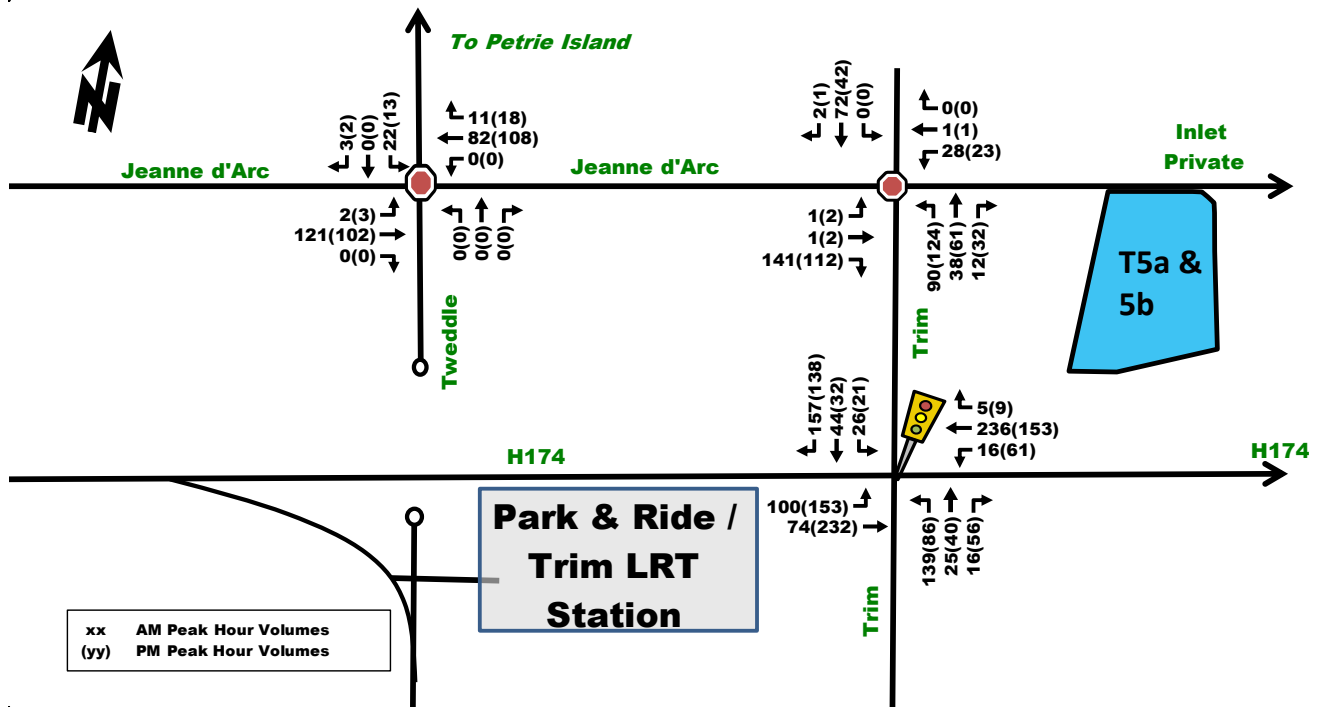 To Petrie Island
N
3(2)
0(0)
22(13)
11(18)
82(108)
0(0)
2(1)
72(42)
0(0)
0(0)
1(1)
28(23)
Inlet
Private
Jeanne d'Arc
Jeanne d'Arc
2(3)
121(102)
0(0)
0(0)
0(0)
0(0)
1(2)
1(2)
141(112)
90(124)
38(61)
12(32)
T5a &
5b
Tweddle
Trim
157(138)
44(32)
26(21)
5(9)
236(153)
16(61)
H174
H174
Park & Ride /
Trim LRT
Station
100(153)
74(232)
139(86)
25(40)
16(56)
Trim
xx AM Peak Hour Volumes
(yy) PM Peak Hour Volumes